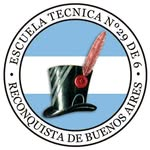 ESCUELA TECNICA Nº29 DE 6
RECONQUISTA DE BUENOS AIRES